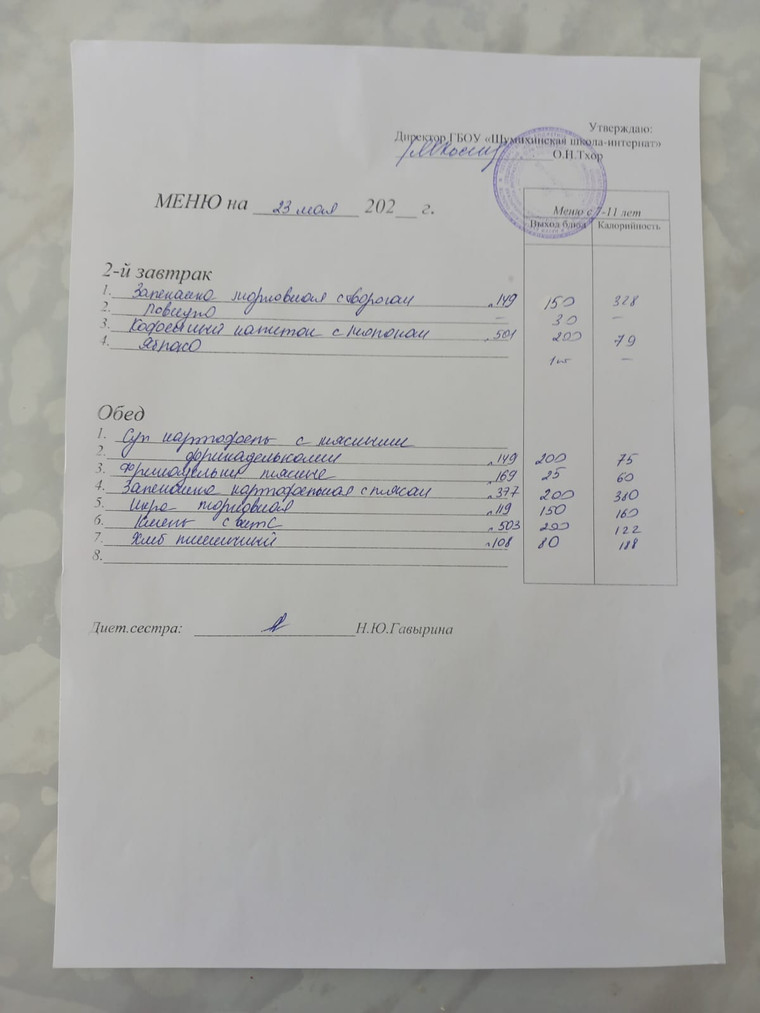 Утверждаю:
Директор ГБОУ «Шумихинская школа-интернат»
О.Н.Тхор
МЕНЮ на 23 мая 202__ г.
Меню с 7-11 лет
Выход блюд Калорийность
2-й завтрак
1. Запеканка морковная с творогом л.149 150 328
2. Повидло – 30 –
3. Кофейный напиток с молоком л.501 200 79
4. Яблоко 1шт –
Обед
1. Суп картофель с мясными
2. фрикадельками л.149 200 75
3. Фрикадельки мясные л.169 25 60
4. Запеканка картофельная с мясом л.377 200 310
5. Икра морковная л.119 150 160
6. Кисель с вит С л.503 200 122
7. Хлеб пшеничный л.108 80 188
8.
Диет.сестра: Н.Ю.Гавырина